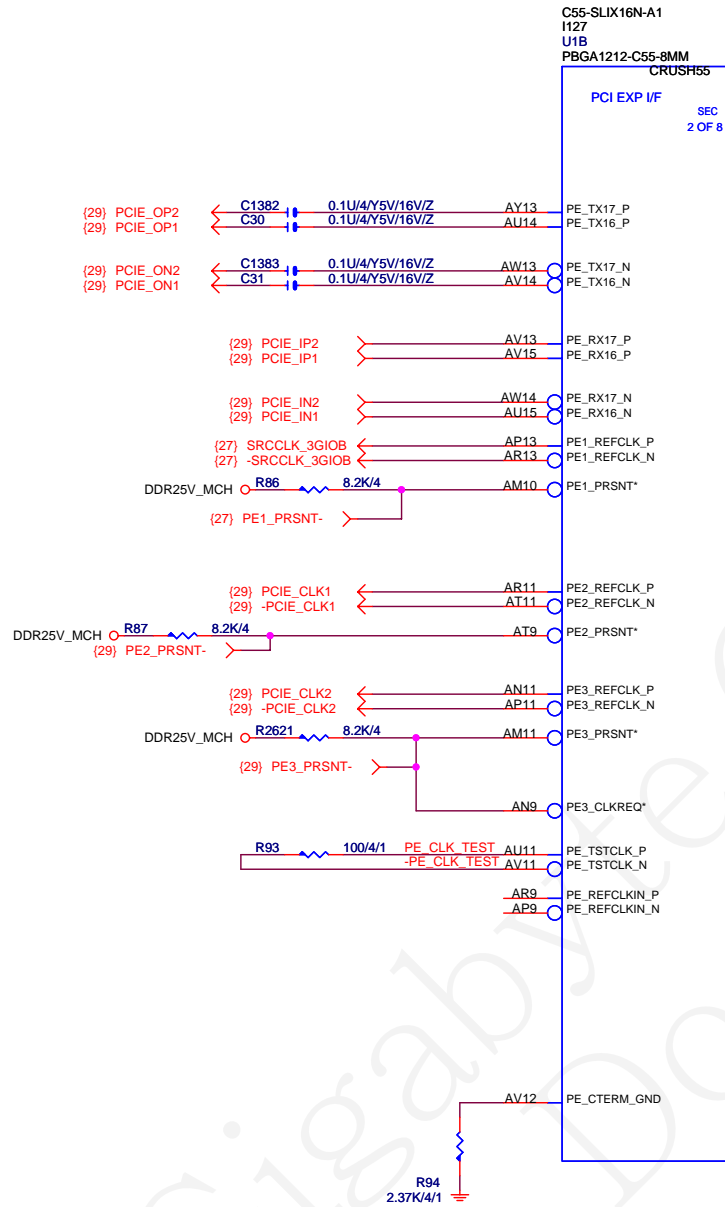 C55-SLIX16N-A1
I127
U1B
PBGA1212-C55-8MM
CRUSH55
PCI EXP I/F
SEC
2 OF 8
{29} PCIE_OP2 C1382 0.1U/4/Y5V/16V/Z AY13 PE_TX17_P
{29} PCIE_OP1 C30 0.1U/4/Y5V/16V/Z AU14 PE_TX16_P
{29} PCIE_ON2 C1383 0.1U/4/Y5V/16V/Z AW13 PE_TX17_N
{29} PCIE_ON1 C31 0.1U/4/Y5V/16V/Z AV14 PE_TX16_N
{29} PCIE_IP2 AV13 PE_RX17_P
{29} PCIE_IP1 AV15 PE_RX16_P
{29} PCIE_IN2 AW14 PE_RX17_N
{29} PCIE_IN1 AU15 PE_RX16_N
{27} SRCCLK_3GIOB AP13 PE1_REFCLK_P
{27} -SRCCLK_3GIOB AR13 PE1_REFCLK_N
DDR25V_MCH R86 8.2K/4 AM10 PE1_PRSNT*
{27} PE1_PRSNT-
{29} PCIE_CLK1 AR11 PE2_REFCLK_P
{29} -PCIE_CLK1 AT11 PE2_REFCLK_N
DDR25V_MCH R87 8.2K/4 AT9 PE2_PRSNT*
{29} PE2_PRSNT-
{29} PCIE_CLK2 AN11 PE3_REFCLK_P
{29} -PCIE_CLK2 AP11 PE3_REFCLK_N
DDR25V_MCH R2621 8.2K/4 AM11 PE3_PRSNT*
{29} PE3_PRSNT-
AN9 PE3_CLKREQ*
R93 100/4/1 PE_CLK_TEST AU11 PE_TSTCLK_P
-PE_CLK_TEST AV11 PE_TSTCLK_N
AR9 PE_REFCLKIN_P
AP9 PE_REFCLKIN_N
AV12 PE_CTERM_GND
R94
2.37K/4/1
Gigabyte